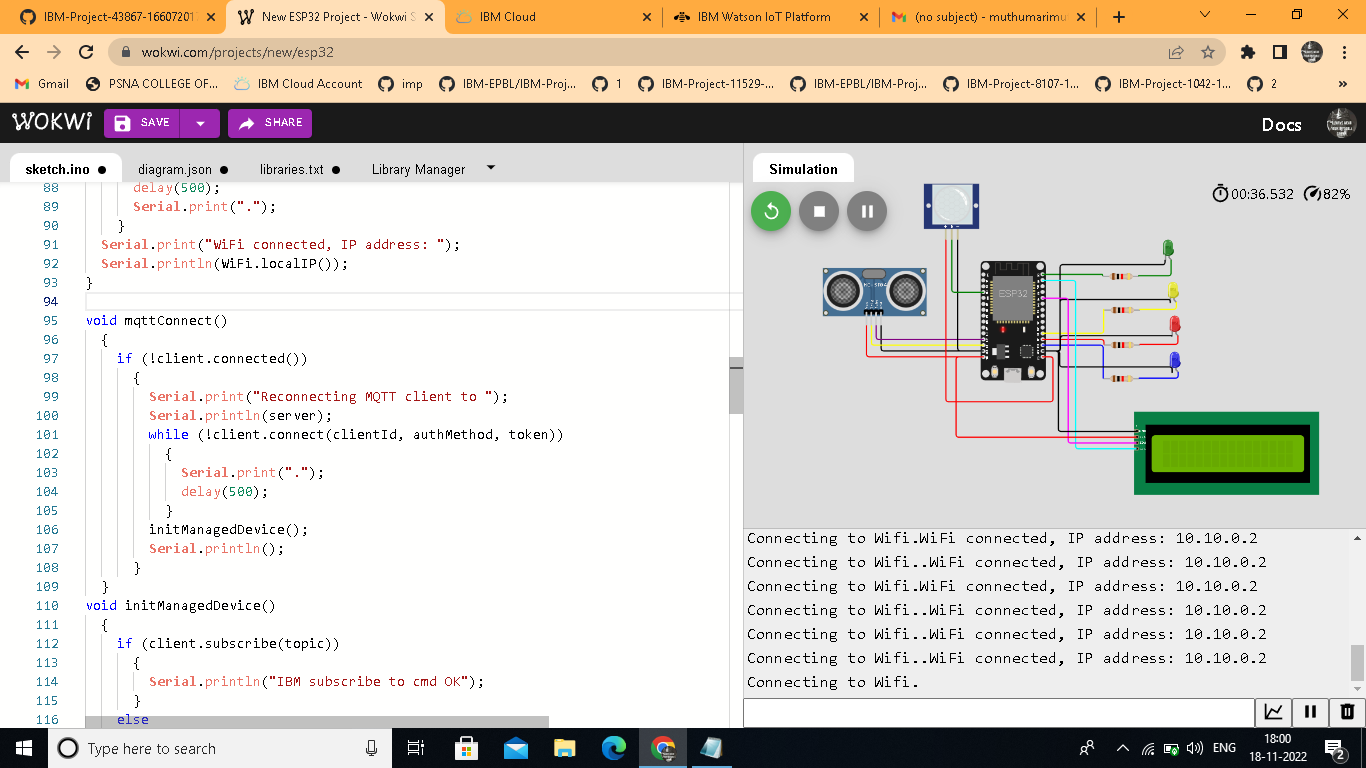 IBM-Project-43867-1660720
New ESP32 Project - Wokwi S
IBM Cloud
IBM Watson IoT Platform
(no subject) - muthumarimu
wokwi.com/projects/new/esp32
Gmail
PSNA COLLEGE OF...
IBM Cloud Account
imp
IBM-EPBL/IBM-Proj...
1
IBM-Project-11529-...
IBM-EPBL/IBM-Proj...
IBM-Project-8107-1...
IBM-Project-1042-1...
2
»
WOKWI
SAVE
SHARE
Docs
sketch.ino
diagram.json
libraries.txt
Library Manager
88 delay(500);
89 Serial.print(".");
90 }
91 Serial.print("WiFi connected, IP address: ");
92 Serial.println(WiFi.localIP());
93 }
94
95 void mqttConnect()
96 {
97 if (!client.connected())
98 {
99 Serial.print("Reconnecting MQTT client to ");
100 Serial.println(server);
101 while (!client.connect(clientId, authMethod, token))
102 {
103 Serial.print(".");
104 delay(500);
105 }
106 initManagedDevice();
107 Serial.println();
108 }
109 }
110 void initManagedDevice()
111 {
112 if (client.subscribe(topic))
113 {
114 Serial.println("IBM subscribe to cmd OK");
115 }
116 else
Simulation
00:36.532
82%
ESP32
Connecting to Wifi.WiFi connected, IP address: 10.10.0.2
Connecting to Wifi..WiFi connected, IP address: 10.10.0.2
Connecting to Wifi.WiFi connected, IP address: 10.10.0.2
Connecting to Wifi..WiFi connected, IP address: 10.10.0.2
Connecting to Wifi..WiFi connected, IP address: 10.10.0.2
Connecting to Wifi..WiFi connected, IP address: 10.10.0.2
Connecting to Wifi.
Type here to search
ENG
18:00
18-11-2022
2